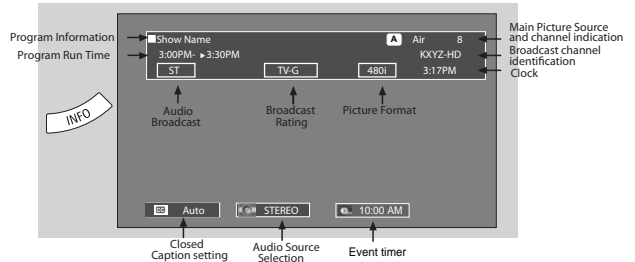 Program Information
Show Name
A Air 8
Main Picture Source
and channel indication
Program Run Time
3:00PM- ▸3:30PM
KXYZ-HD
Broadcast channel
identification
ST
TV-G
480i
3:17PM
Clock
Audio
Broadcast
Broadcast
Rating
Picture Format
INFO
CC Auto
STEREO
10:00 AM
Closed
Caption setting
Audio Source
Selection
Event timer